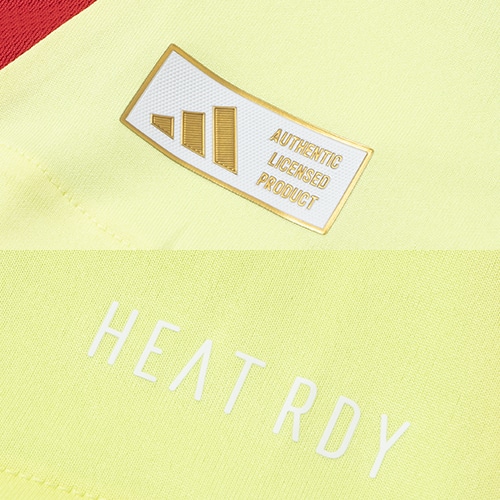 AUTHENTIC
LICENSED
PRODUCT
HEAT RDY